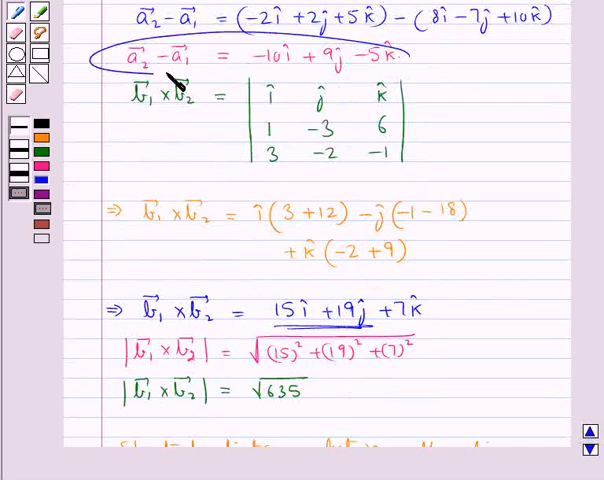 a₂ − a₁ = (−2î + 2ĵ + 5k̂) − (8î − 7ĵ + 10k̂)
a₂ − a₁ = −10î + 9ĵ − 5k̂.
b₁ × b₂ = | î ĵ k̂ |
| 1 −3 6 |
| 3 −2 −1 |
⇒ b₁ × b₂ = î(3 + 12) − ĵ(−1 − 18)
+ k̂(−2 + 9)
⇒ b₁ × b₂ = 15î + 19ĵ + 7k̂
|b₁ × b₂| = √(15)² + (19)² + (7)²
|b₁ × b₂| = √635